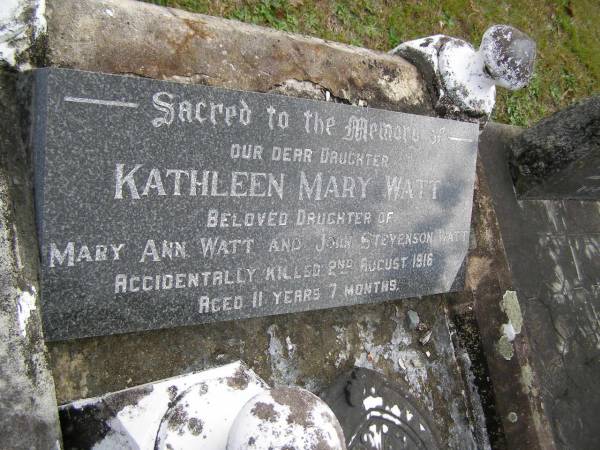 Sacred to the Memory of
OUR DEAR DAUGHTER
KATHLEEN MARY WATT
BELOVED DAUGHTER OF
MARY ANN WATT AND JOHN STEVENSON WATT
ACCIDENTALLY KILLED 2ND AUGUST 1916
AGED 11 YEARS 7 MONTHS.